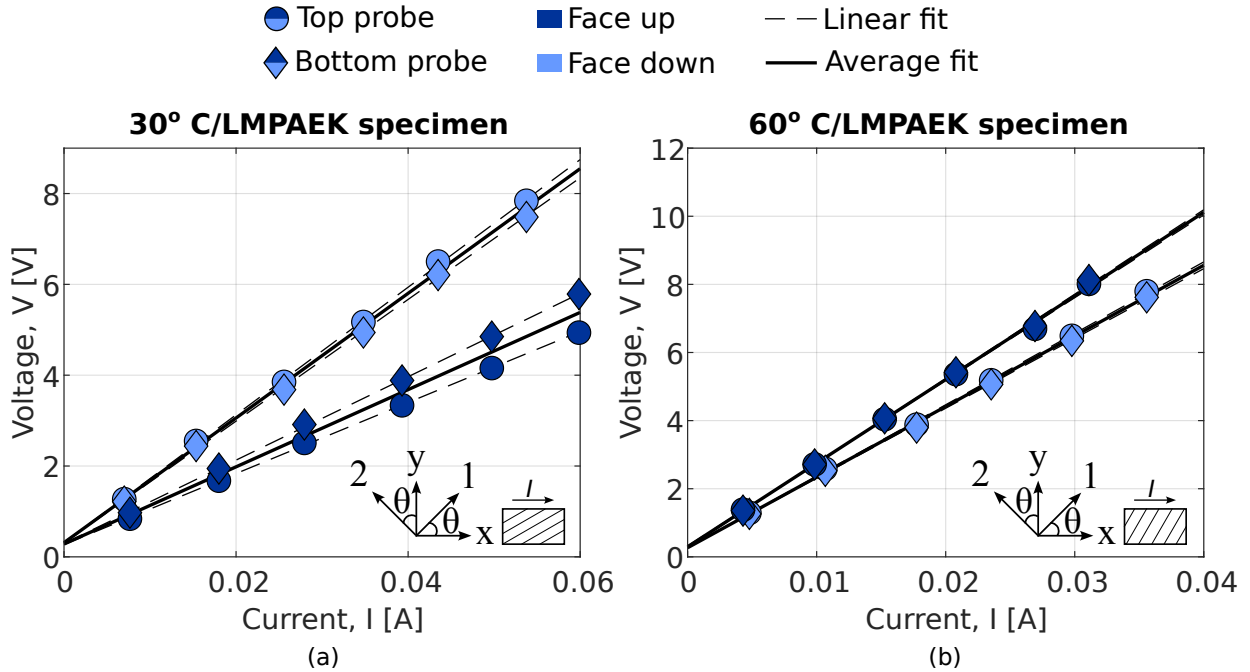 Top probe Face up Linear fit
Bottom probe Face down Average fit
30° C/LMPAEK specimen
8
6
4
2
0
Voltage, V [V]
2 y 1
θ θ x
I
0 0.02 0.04 0.06
Current, I [A]
(a)
60° C/LMPAEK specimen
12
10
8
6
4
2
0
Voltage, V [V]
2 y 1
θ θ x
I
0 0.01 0.02 0.03 0.04
Current, I [A]
(b)